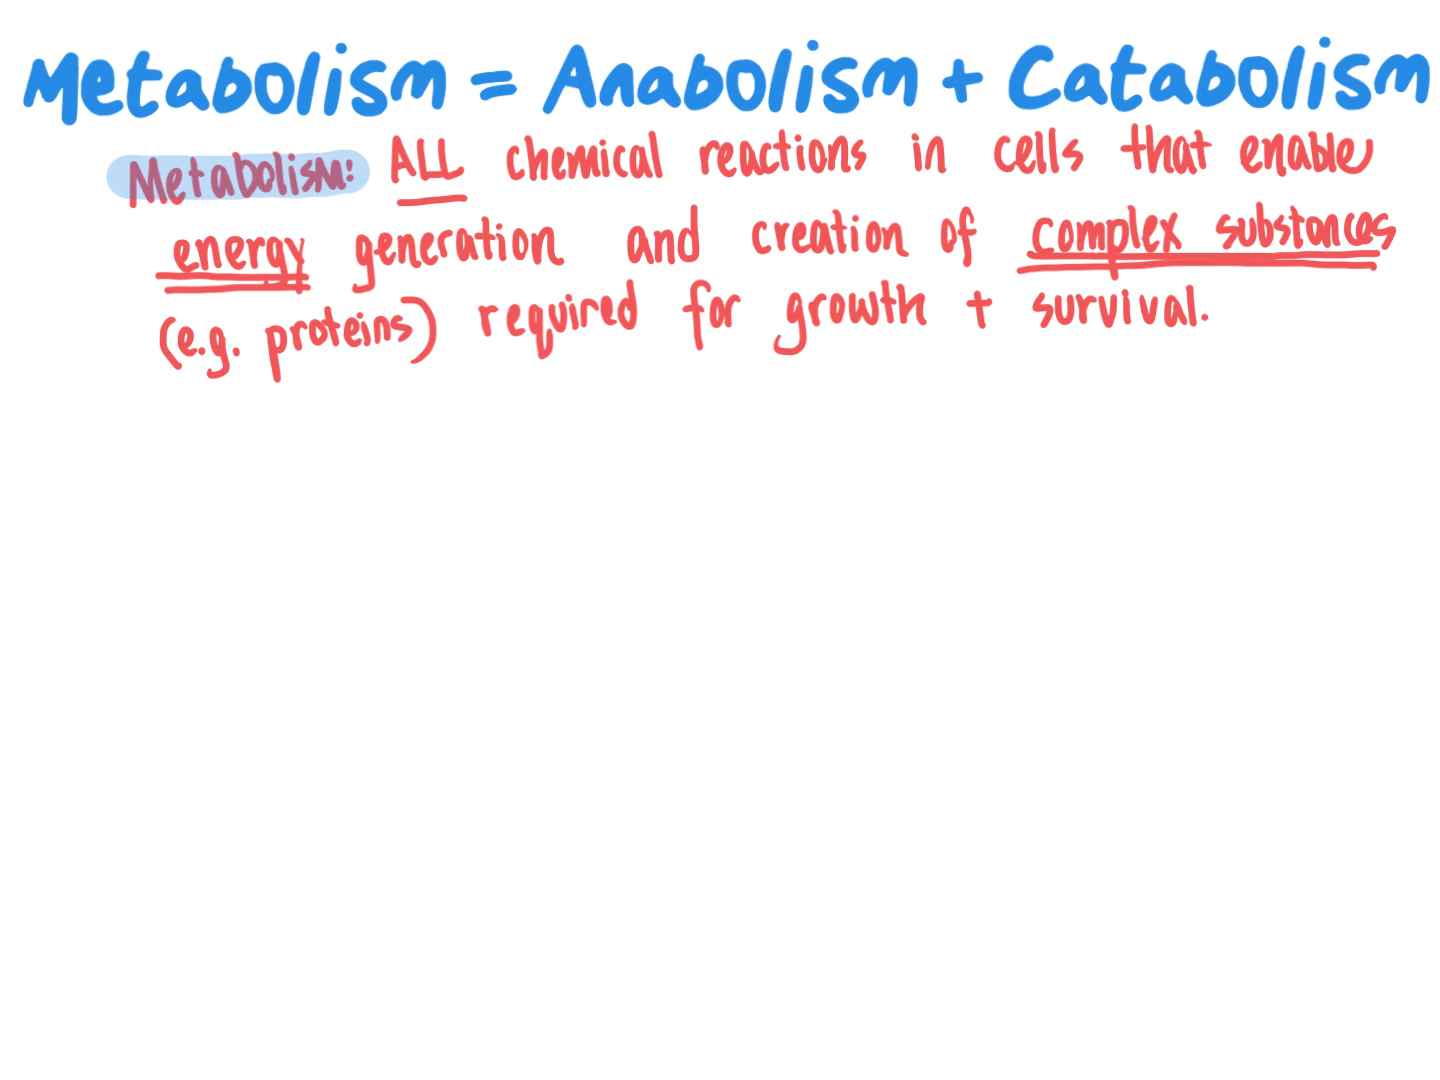 Metabolism = Anabolism + Catabolism
Metabolism: ALL chemical reactions in cells that enable
energy generation and creation of complex substances
(e.g. proteins) required for growth + survival.